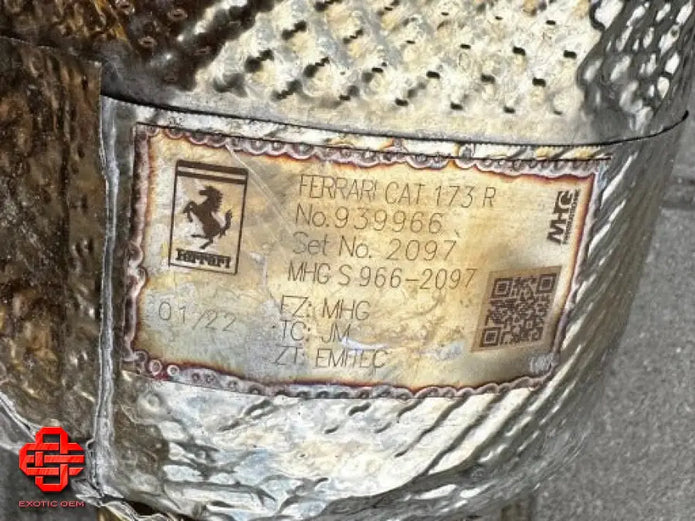 FERRARI CAT 173 R
No.939966
Set No. 2097
MHG S 966-2097
FZ: MHG
TC: JM
ZT: EMITEC
01/22
Ferrari
MHG
EXOTIC OEM